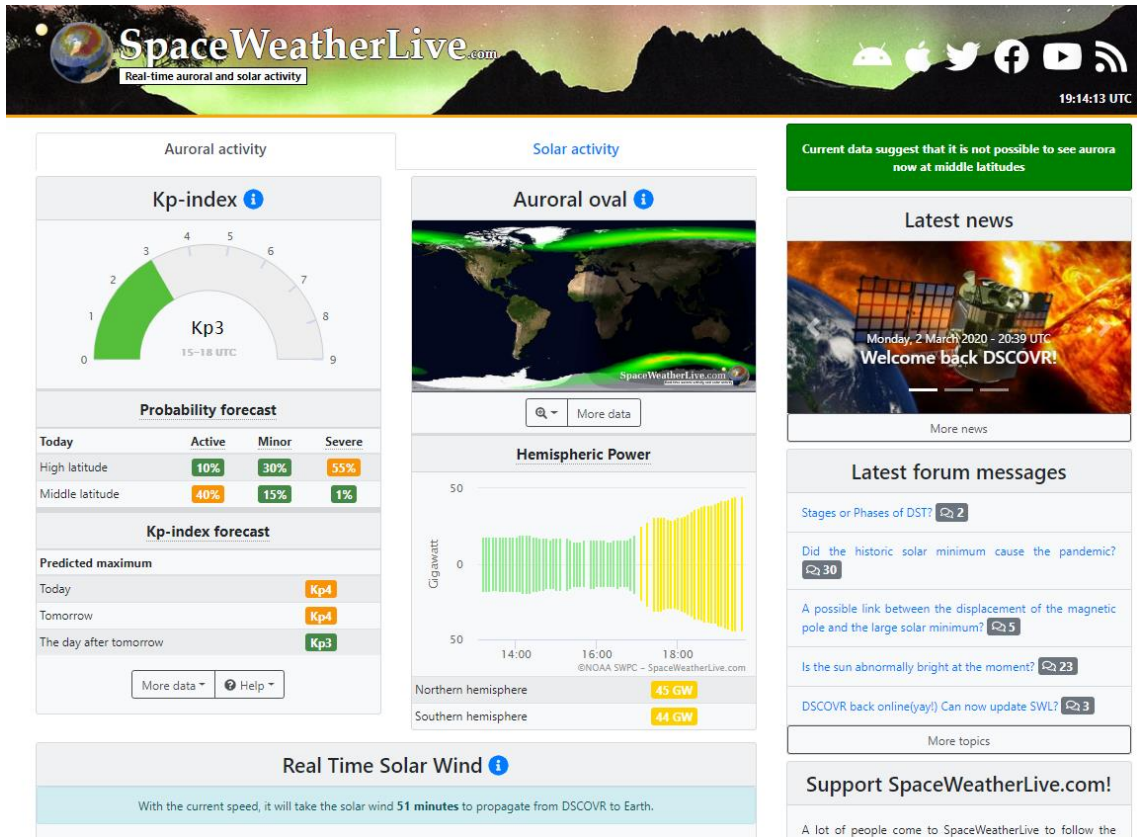 SpaceWeatherLive.com
Real-time auroral and solar activity
19:14:13 UTC
Auroral activity
Solar activity
Kp-index
0
1
2
3
4
5
6
7
8
9
Kp3
15-18 UTC
Probability forecast
Today Active Minor Severe
High latitude 10% 30% 55%
Middle latitude 40% 15% 1%
Kp-index forecast
Predicted maximum
Today Kp4
Tomorrow Kp4
The day after tomorrow Kp3
More data
Help
Auroral oval
SpaceWeatherLive.com
More data
Hemispheric Power
50
Gigawatt
0
50
14:00 16:00 18:00
©NOAA SWPC - SpaceWeatherLive.com
Northern hemisphere 45 GW
Southern hemisphere 44 GW
Real Time Solar Wind
With the current speed, it will take the solar wind 51 minutes to propagate from DSCOVR to Earth.
Current data suggest that it is not possible to see aurora
now at middle latitudes
Latest news
Monday, 2 March 2020 - 20:39 UTC
Welcome back DSCOVR!
More news
Latest forum messages
Stages or Phases of DST? 2
Did the historic solar minimum cause the pandemic?
30
A possible link between the displacement of the magnetic
pole and the large solar minimum? 5
Is the sun abnormally bright at the moment? 23
DSCOVR back online(yay!) Can now update SWL? 3
More topics
Support SpaceWeatherLive.com!
A lot of people come to SpaceWeatherLive to follow the